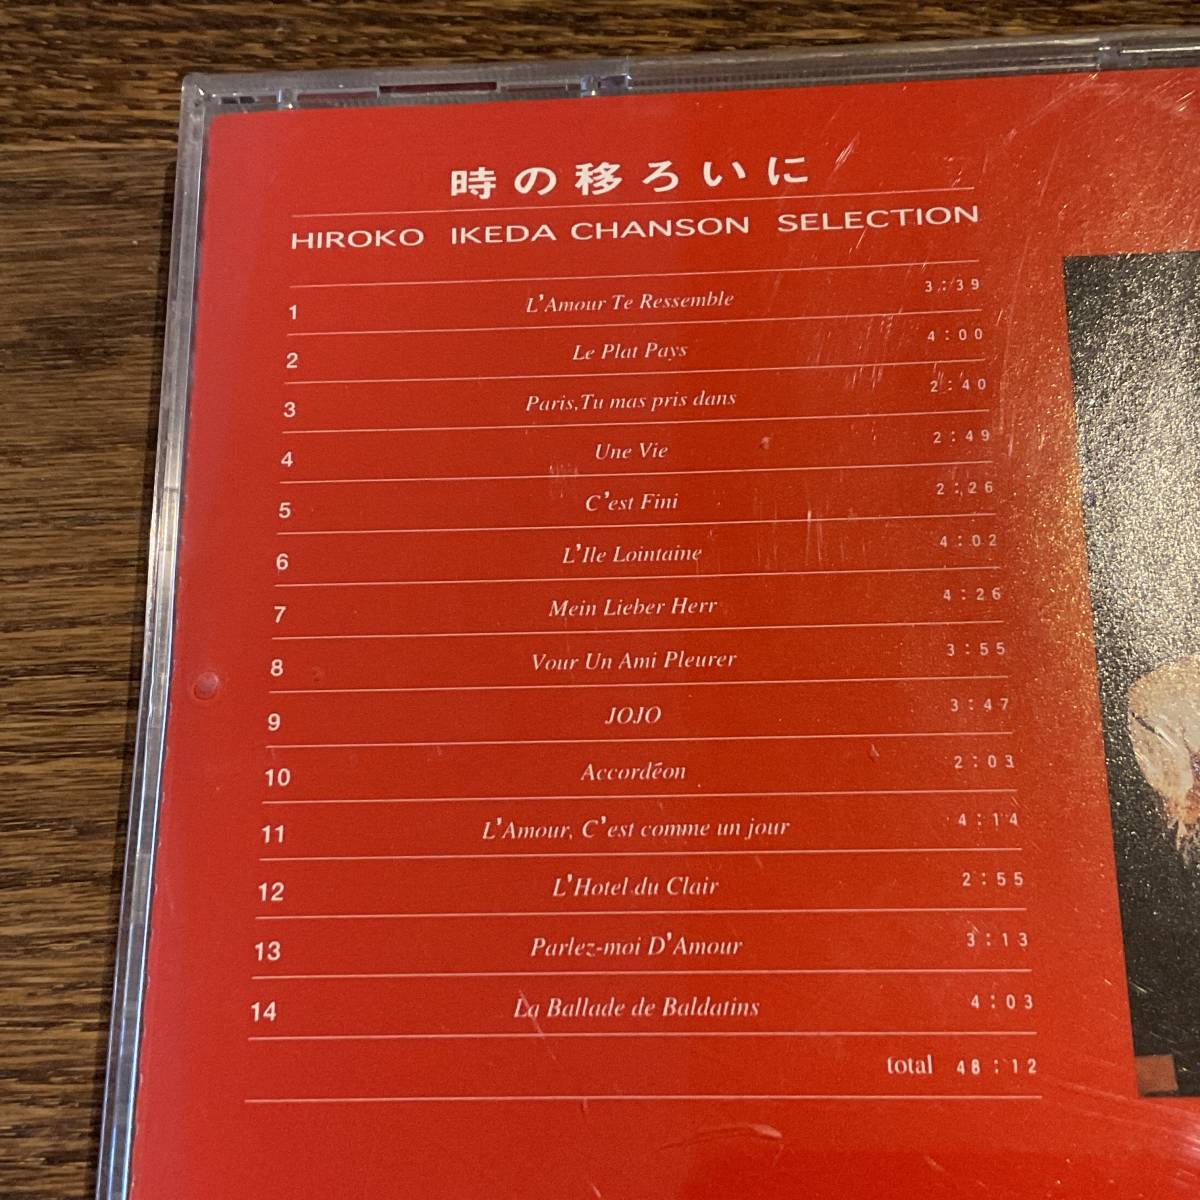 時の移ろいに
HIROKO IKEDA CHANSON SELECTION
1 L'Amour Te Ressemble 3:39
2 Le Plat Pays 4:00
3 Paris,Tu mas pris dans 2:40
4 Une Vie 2:49
5 C'est Fini 2:26
6 L'Ile Lointaine 4:02
7 Mein Lieber Herr 4:26
8 Vour Un Ami Pleurer 3:55
9 JOJO 3:47
10 Accordēon 2:03
11 L'Amour, C'est comme un jour 4:14
12 L'Hotel du Clair 2:55
13 Parlez-moi D'Amour 3:13
14 La Ballade de Baldatins 4:03
total 48:12